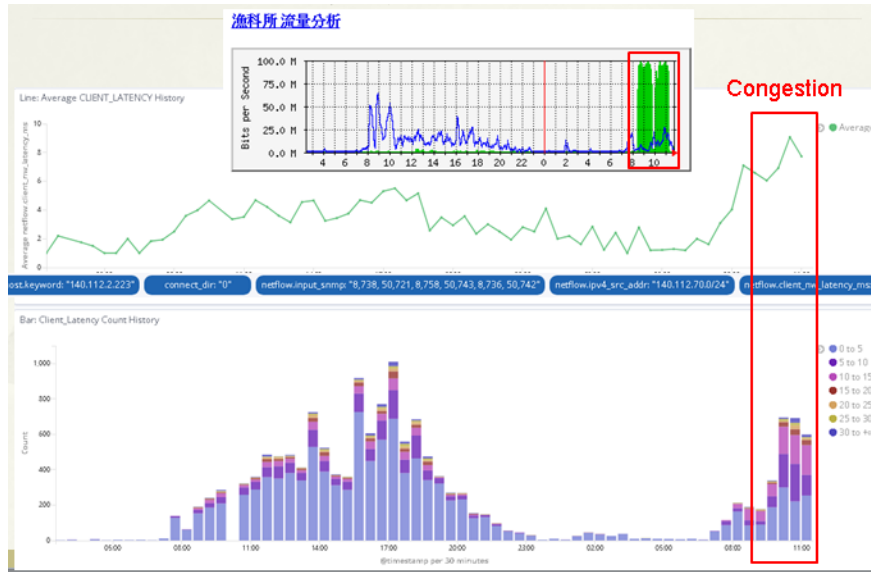 漁科所 流量分析
100.0 M
75.0 M
50.0 M
25.0 M
0.0 M
Bits per Second
4 6 8 10 12 14 16 18 20 22 0 2 4 6 8 10
Congestion
Line: Average CLIENT_LATENCY History
Average
Average netflow.client_nw_latency_ms
10
8
6
4
2
0
ost.keyword: "140.112.2.223"
connect_dir: "0"
netflow.input_snmp: "8,738, 50,721, 8,758, 50,743, 8,736, 50,742"
netflow.ipv4_src_addr: "140.112.70.0/24"
netflow.client_nw_latency_ms:
Bar: Client_Latency Count History
0 to 5
5 to 10
10 to 15
15 to 20
20 to 25
25 to 30
30 to +
Count
1,000
800
600
400
200
0
05:00 08:00 11:00 14:00 17:00 20:00 23:00 02:00 05:00 08:00 11:00
@timestamp per 30 minutes